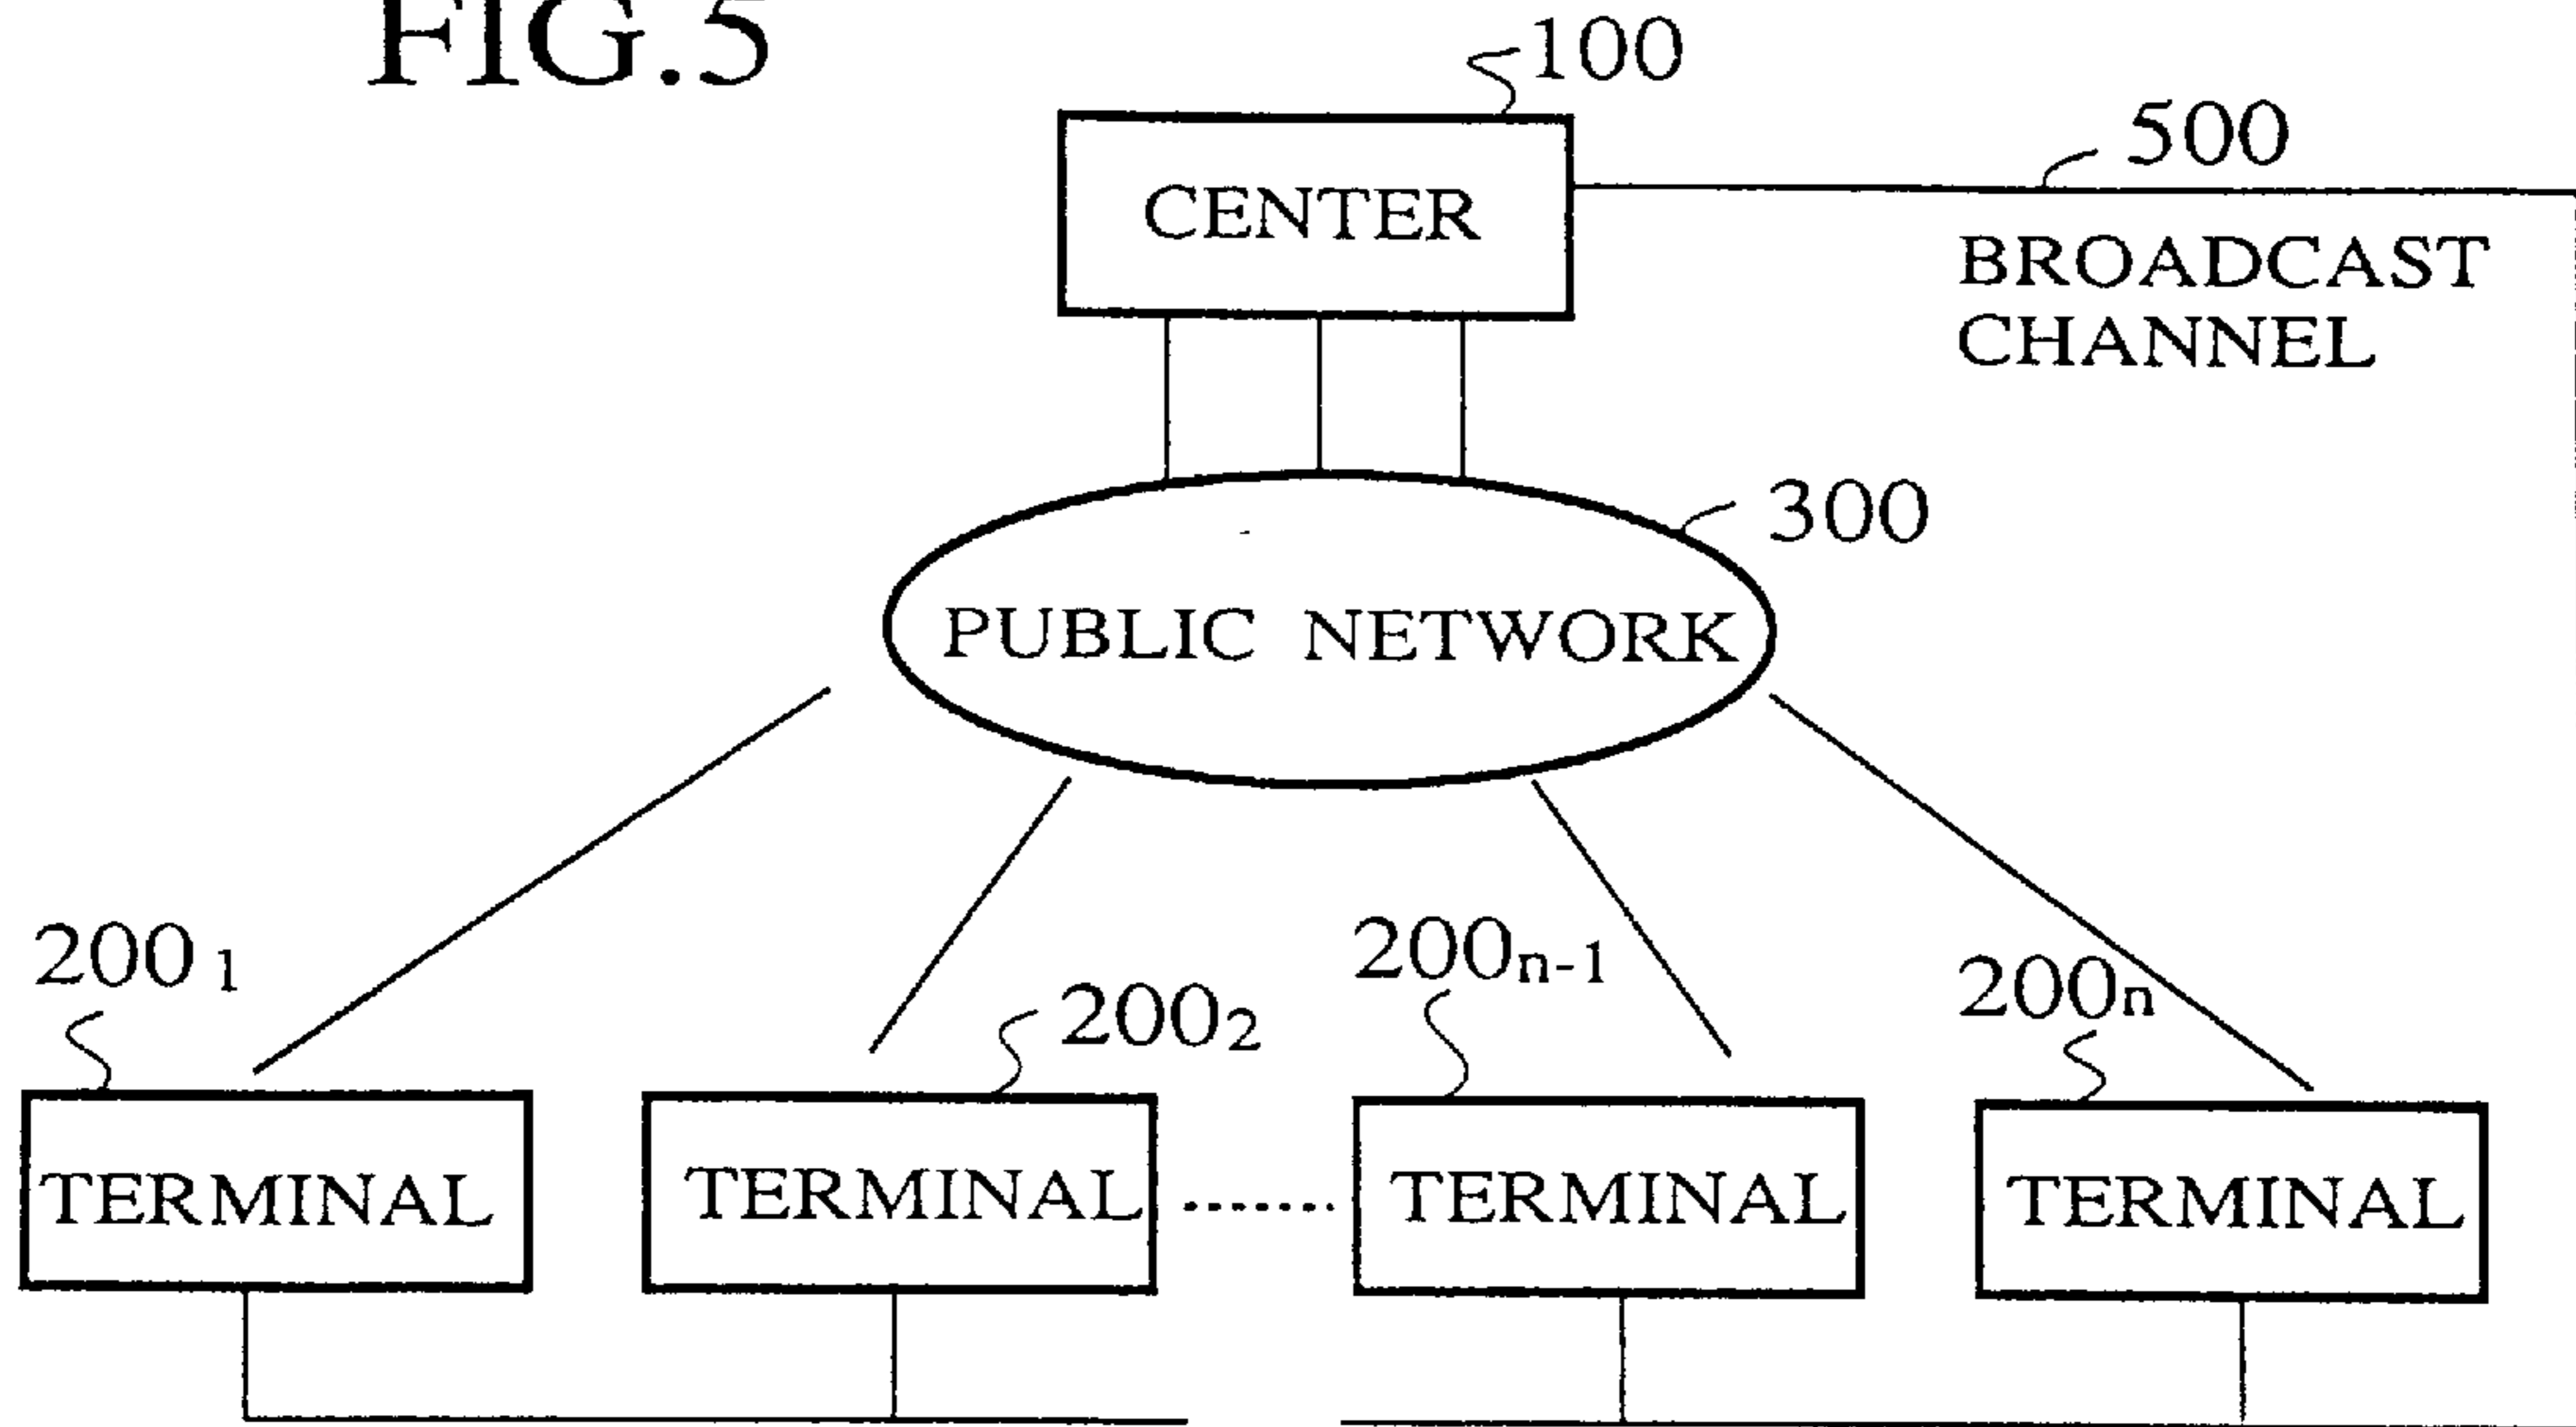 FIG.5
100
CENTER
500
BROADCAST
CHANNEL
300
PUBLIC NETWORK
200₁
200₂
200n-1
200n
TERMINAL
TERMINAL
.......
TERMINAL
TERMINAL